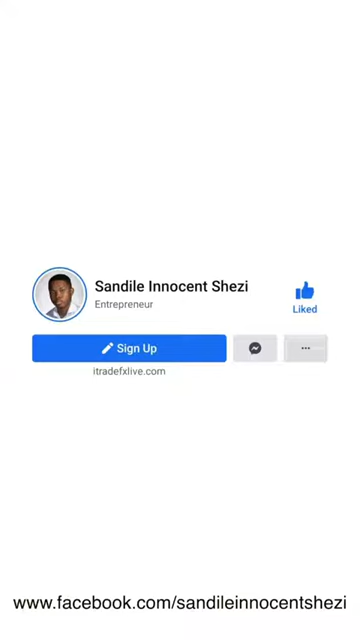 Sandile Innocent Shezi
Entrepreneur
Liked
Sign Up
itradefxlive.com
www.facebook.com/sandileinnocentshezi